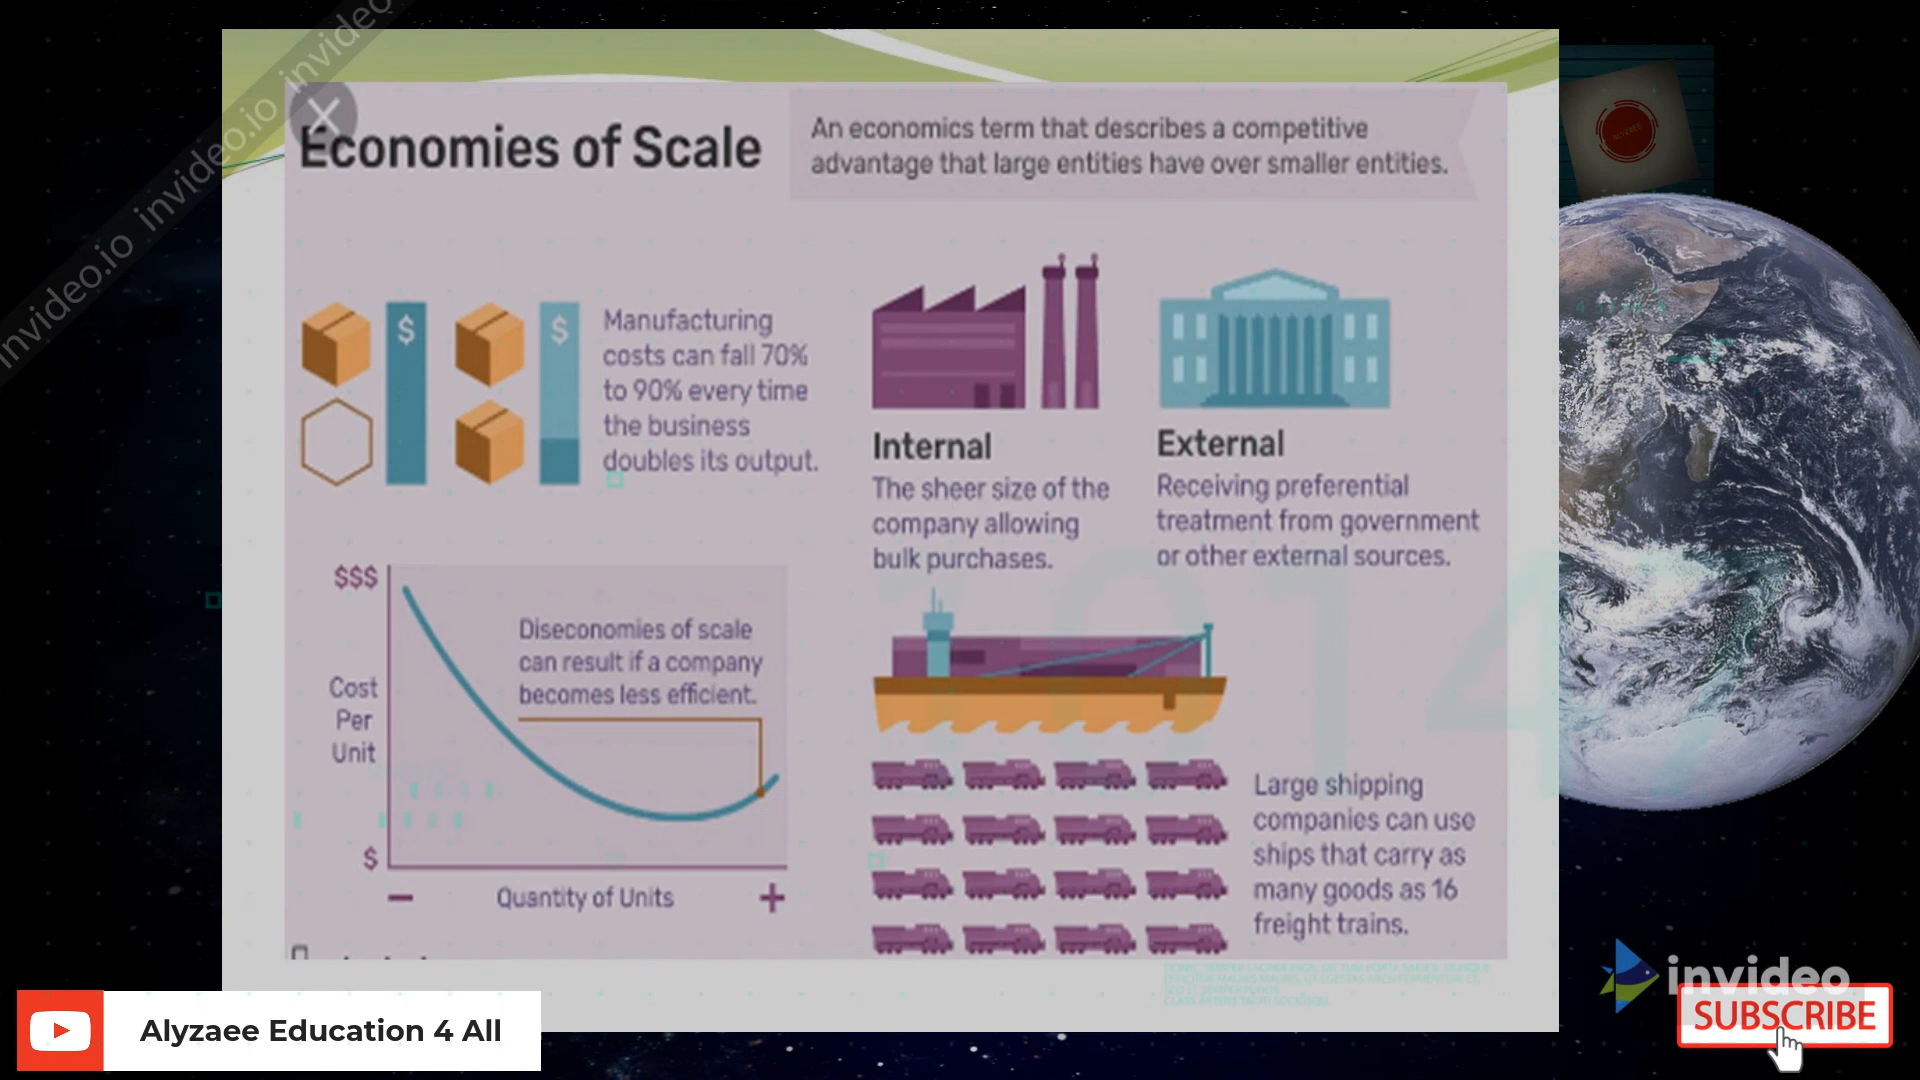 invideo.io invideo.io invideo
Economies of Scale
An economics term that describes a competitive
advantage that large entities have over smaller entities.
ALYZAEE
$
$
Manufacturing
costs can fall 70%
to 90% every time
the business
doubles its output.
Internal
The sheer size of the
company allowing
bulk purchases.
External
Receiving preferential
treatment from government
or other external sources.
$$$
Cost
Per
Unit
$
Diseconomies of scale
can result if a company
becomes less efficient.
− Quantity of Units +
Large shipping
companies can use
ships that carry as
many goods as 16
freight trains.
Alyzaee Education 4 All
invideo
SUBSCRIBE